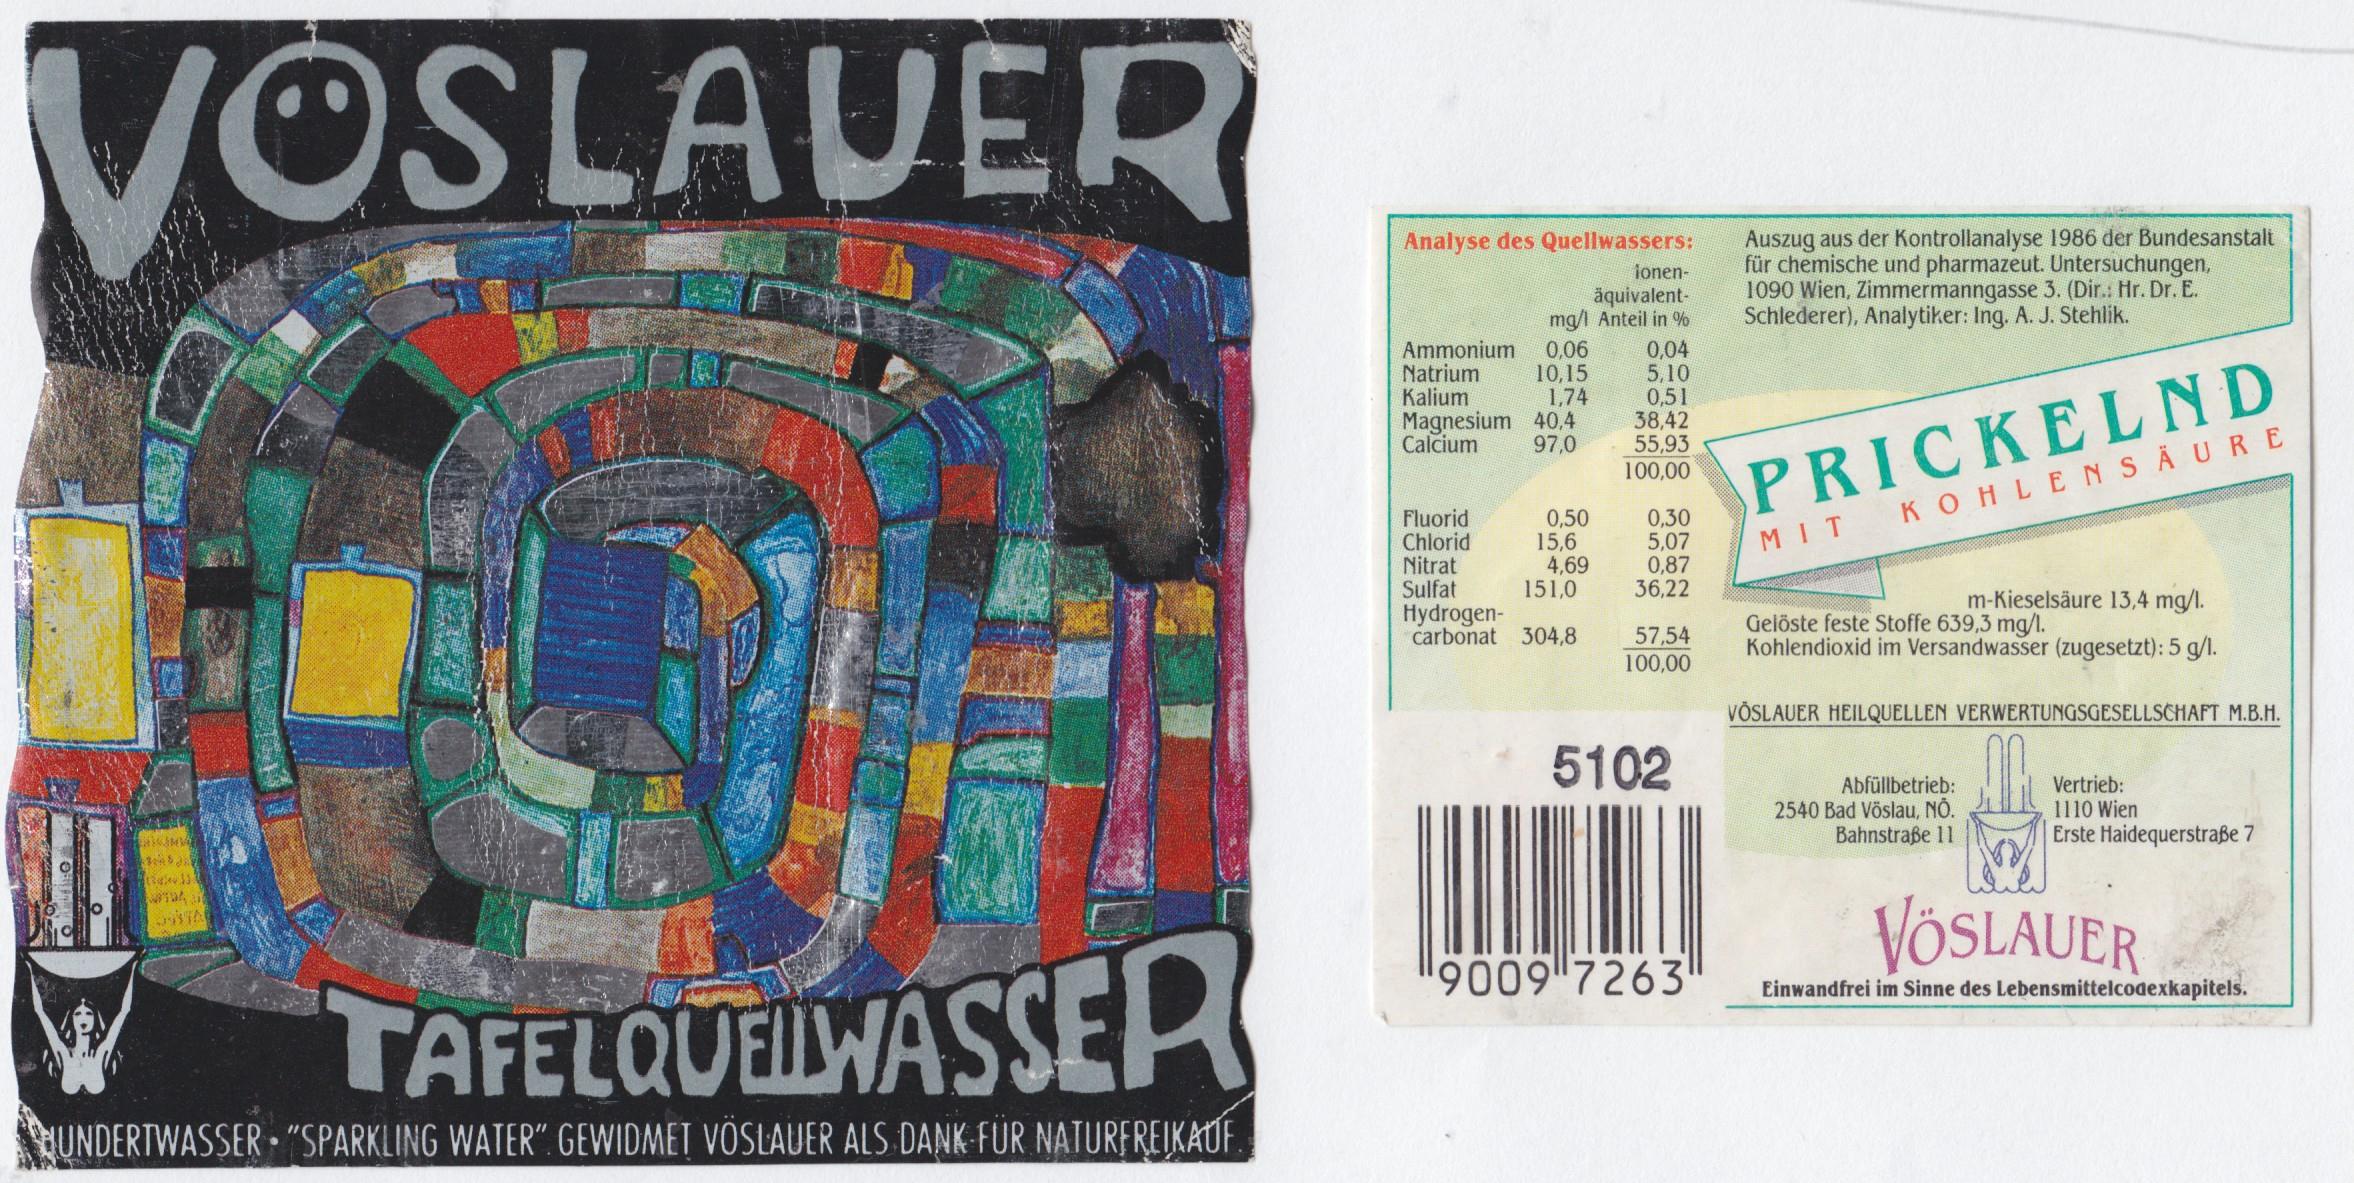 VÖSLAUER
TAFELQUELLWASSER
HUNDERTWASSER • "SPARKLING WATER". GEWIDMET VÖSLAUER ALS DANK FÜR NATURFREIKAUF.
Analyse des Quellwassers:
Ionen-
äquivalent-
mg/l Anteil in %
Ammonium 0,06 0,04
Natrium 10,15 5,10
Kalium 1,74 0,51
Magnesium 40,4 38,42
Calcium 97,0 55,93
100,00
Fluorid 0,50 0,30
Chlorid 15,6 5,07
Nitrat 4,69 0,87
Sulfat 151,0 36,22
Hydrogen-
carbonat 304,8 57,54
100,00
Auszug aus der Kontrollanalyse 1986 der Bundesanstalt
für chemische und pharmazeut. Untersuchungen,
1090 Wien, Zimmermanngasse 3. (Dir.: Hr. Dr. E.
Schlederer), Analytiker: Ing. A. J. Stehlik.
PRICKELND
MIT KOHLENSÄURE
m-Kieselsäure 13,4 mg/l.
Gelöste feste Stoffe 639,3 mg/l.
Kohlendioxid im Versandwasser (zugesetzt): 5 g/l.
VÖSLAUER HEILQUELLEN VERWERTUNGSGESELLSCHAFT M.B.H.
Abfüllbetrieb:
2540 Bad Vöslau, NÖ.
Bahnstraße 11
Vertrieb:
1110 Wien
Erste Haidequerstraße 7
VÖSLAUER
Einwandfrei im Sinne des Lebensmittelcodexkapitels.
5102
9009 7263